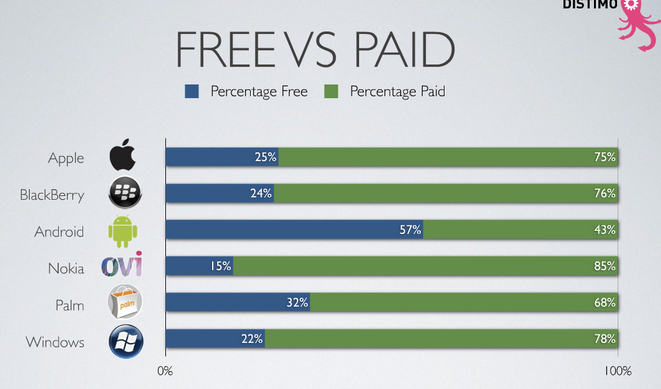 DISTIMO
FREE VS PAID
Percentage Free Percentage Paid
Apple 25% 75%
BlackBerry 24% 76%
Android 57% 43%
Nokia ovi 15% 85%
Palm palm 32% 68%
Windows 22% 78%
0% 100%